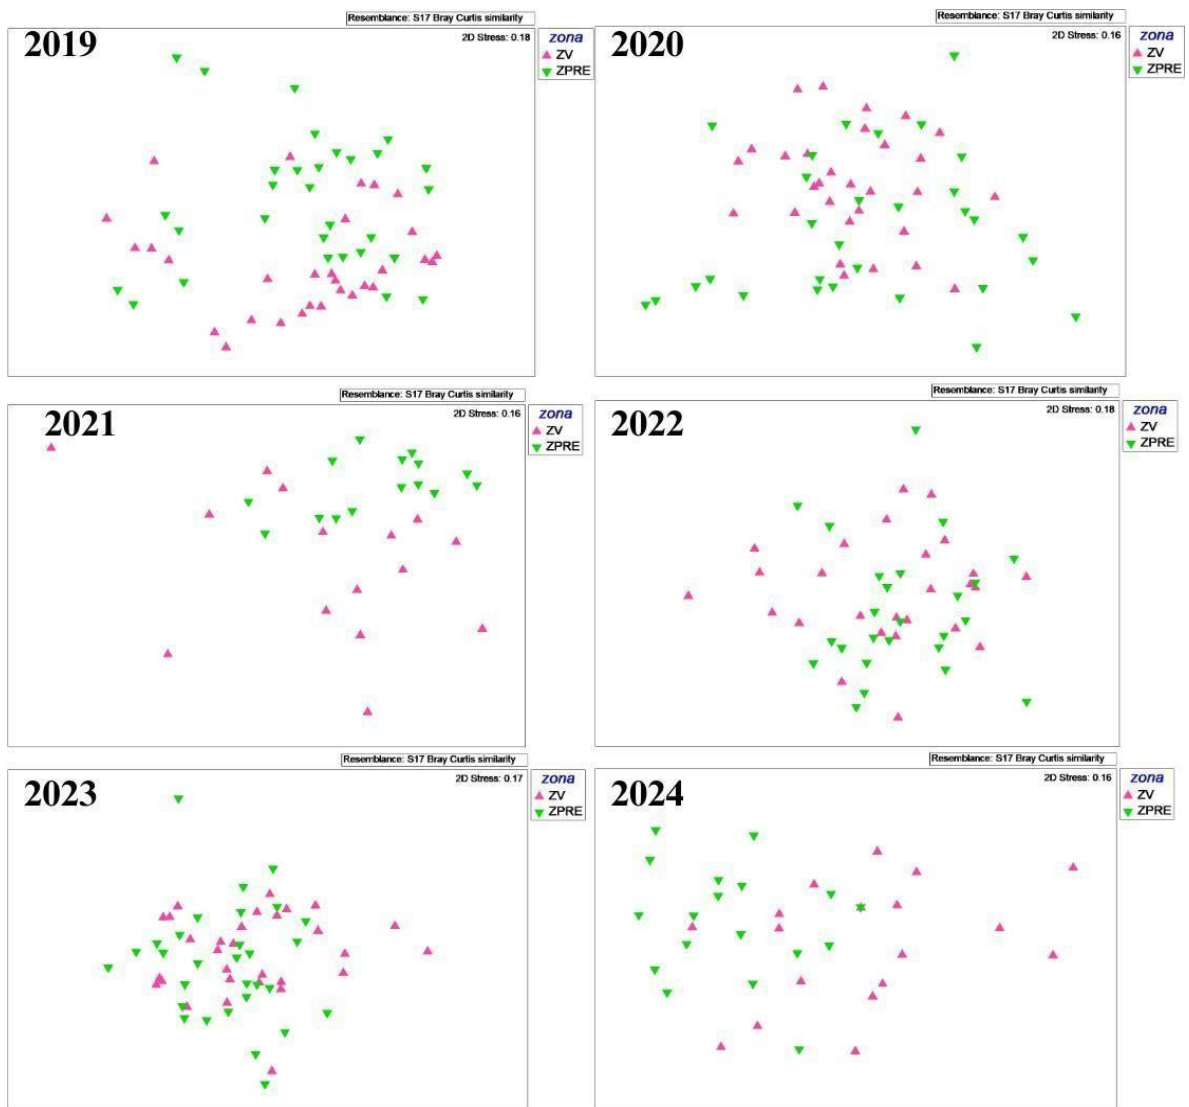 Resemblance: S17 Bray Curtis similarity
2019
2D Stress: 0.18
zona
ZV
ZPRE
Resemblance: S17 Bray Curtis similarity
2020
2D Stress: 0.16
zona
ZV
ZPRE
Resemblance: S17 Bray Curtis similarity
2021
2D Stress: 0.16
zona
ZV
ZPRE
Resemblance: S17 Bray Curtis similarity
2022
2D Stress: 0.18
zona
ZV
ZPRE
Resemblance: S17 Bray Curtis similarity
2023
2D Stress: 0.17
zona
ZV
ZPRE
Resemblance: S17 Bray Curtis similarity
2024
2D Stress: 0.16
zona
ZV
ZPRE